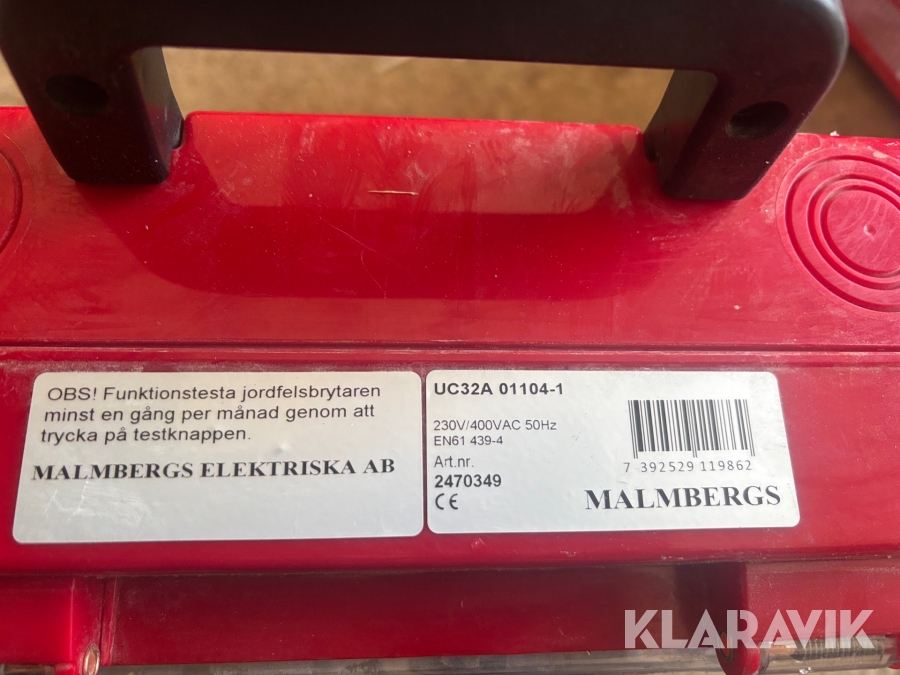 OBS! Funktionstesta jordfelsbrytaren
minst en gång per månad genom att
trycka på testknappen.
MALMBERGS ELEKTRISKA AB
UC32A 01104-1
230V/400VAC 50Hz
EN61 439-4
Art.nr.
2470349
CE
7 392529 119862
MALMBERGS
KLARAVIK